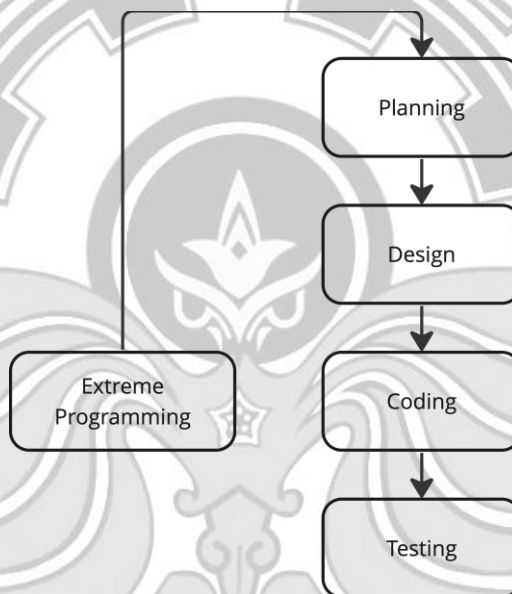 Planning
Design
Extreme
Programming
Coding
Testing